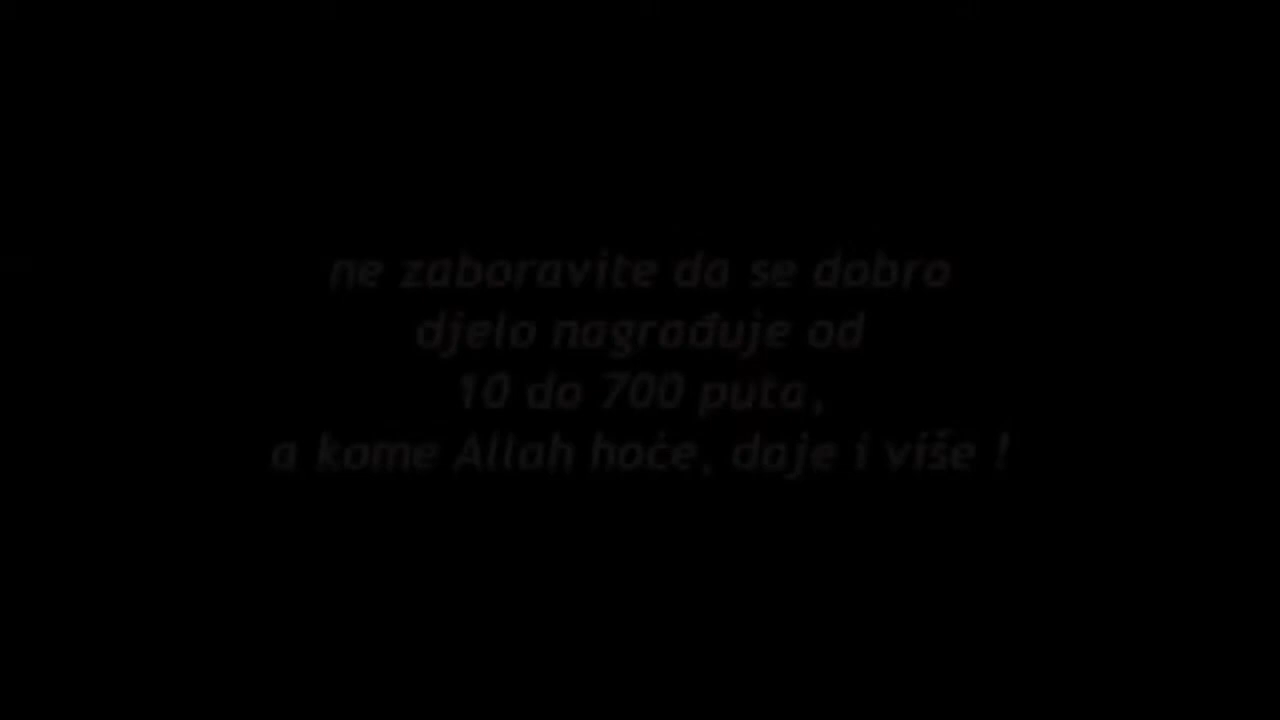 ne zaboravite da se dobro
djelo nagrađuje od
10 do 700 puta,
a kome Allah hoće, daje i više !